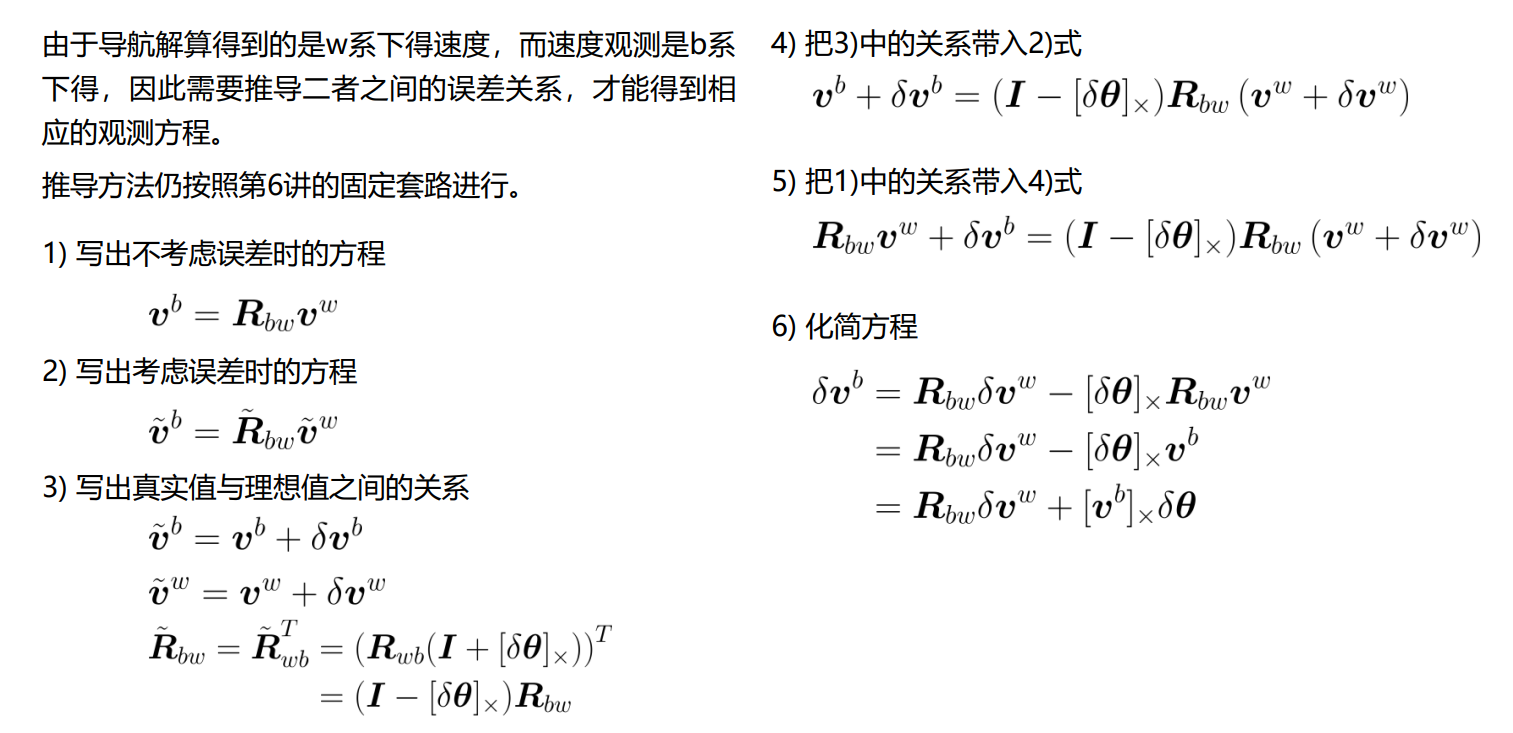 由于导航解算得到的是w系下得速度，而速度观测是b系
下得，因此需要推导二者之间的误差关系，才能得到相
应的观测方程。
推导方法仍按照第6讲的固定套路进行。
1) 写出不考虑误差时的方程
$\boldsymbol{v}^b = \boldsymbol{R}_{bw}\boldsymbol{v}^w$
2) 写出考虑误差时的方程
$\tilde{\boldsymbol{v}}^b = \tilde{\boldsymbol{R}}_{bw}\tilde{\boldsymbol{v}}^w$
3) 写出真实值与理想值之间的关系
$\tilde{\boldsymbol{v}}^b = \boldsymbol{v}^b + \delta\boldsymbol{v}^b$
$\tilde{\boldsymbol{v}}^w = \boldsymbol{v}^w + \delta\boldsymbol{v}^w$
$\tilde{\boldsymbol{R}}_{bw} = \tilde{\boldsymbol{R}}_{wb}^T = (\boldsymbol{R}_{wb}(\boldsymbol{I} + [\delta\boldsymbol{\theta}]_\times))^T$
$= (\boldsymbol{I} - [\delta\boldsymbol{\theta}]_\times)\boldsymbol{R}_{bw}$
4) 把3)中的关系带入2)式
$\boldsymbol{v}^b + \delta\boldsymbol{v}^b = (\boldsymbol{I} - [\delta\boldsymbol{\theta}]_\times)\boldsymbol{R}_{bw}(\boldsymbol{v}^w + \delta\boldsymbol{v}^w)$
5) 把1)中的关系带入4)式
$\boldsymbol{R}_{bw}\boldsymbol{v}^w + \delta\boldsymbol{v}^b = (\boldsymbol{I} - [\delta\boldsymbol{\theta}]_\times)\boldsymbol{R}_{bw}(\boldsymbol{v}^w + \delta\boldsymbol{v}^w)$
6) 化简方程
$\delta\boldsymbol{v}^b = \boldsymbol{R}_{bw}\delta\boldsymbol{v}^w - [\delta\boldsymbol{\theta}]_\times\boldsymbol{R}_{bw}\boldsymbol{v}^w$
$= \boldsymbol{R}_{bw}\delta\boldsymbol{v}^w - [\delta\boldsymbol{\theta}]_\times\boldsymbol{v}^b$
$= \boldsymbol{R}_{bw}\delta\boldsymbol{v}^w + [\boldsymbol{v}^b]_\times\delta\boldsymbol{\theta}$